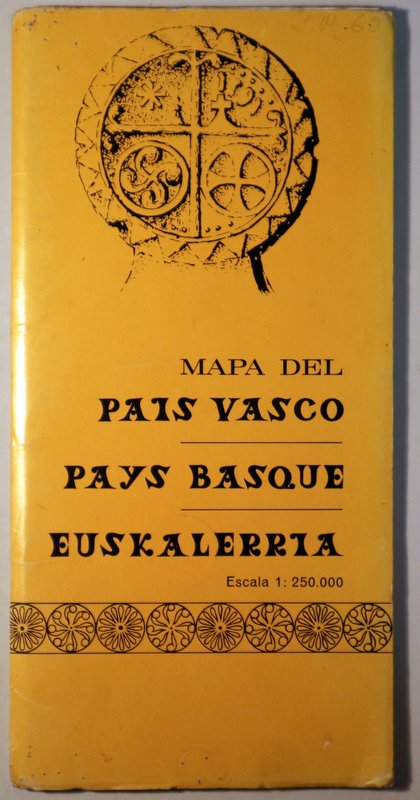 MAPA DEL
PAIS VASCO
PAYS BASQUE
EUSKALERRIA
Escala 1: 250.000